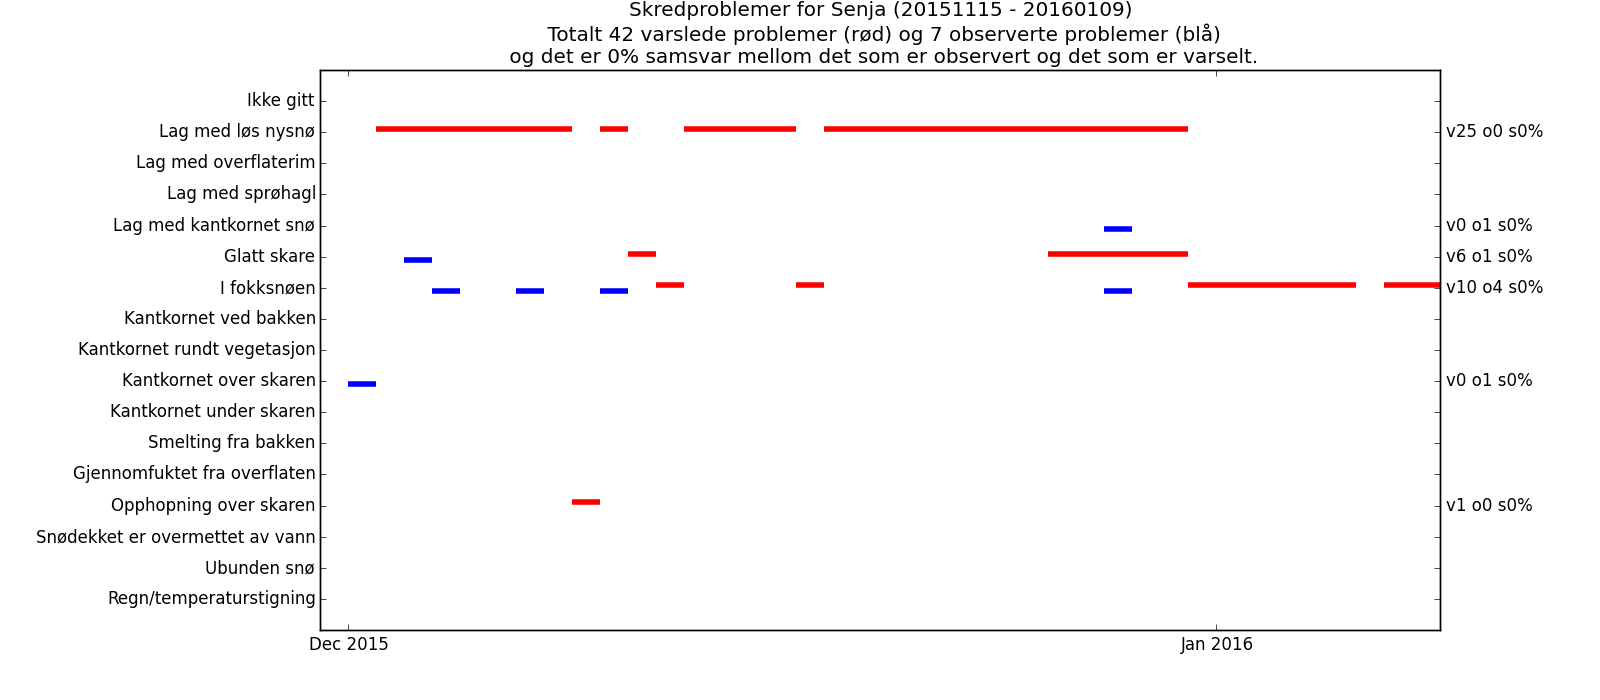 Skredproblemer for Senja (20151115 - 20160109)
Totalt 42 varslede problemer (rød) og 7 observerte problemer (blå)
og det er 0% samsvar mellom det som er observert og det som er varselt.
Ikke gitt
Lag med løs nysnø v25 o0 s0%
Lag med overflaterim
Lag med sprøhagl
Lag med kantkornet snø v0 o1 s0%
Glatt skare v6 o1 s0%
I fokksnøen v10 o4 s0%
Kantkornet ved bakken
Kantkornet rundt vegetasjon
Kantkornet over skaren v0 o1 s0%
Kantkornet under skaren
Smelting fra bakken
Gjennomfuktet fra overflaten
Opphopning over skaren v1 o0 s0%
Snødekket er overmettet av vann
Ubunden snø
Regn/temperaturstigning
Dec 2015 Jan 2016